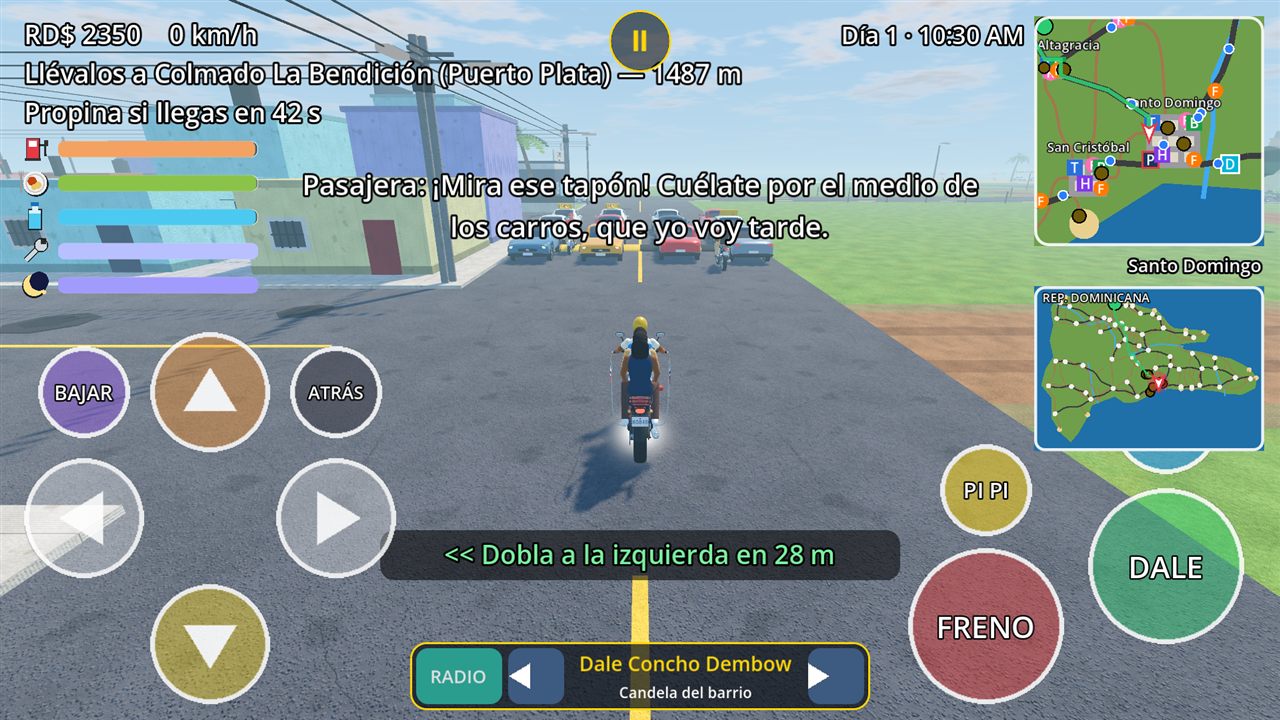 RD$ 2350 0 km/h
Día 1 · 10:30 AM
Llévalos a Colmado La Bendición (Puerto Plata) — 1487 m
Propina si llegas en 42 s
Pasajera: ¡Mira ese tapón! Cuélate por el medio de
los carros, que yo voy tarde.
Altagracia
Santo Domingo
San Cristóbal
F
F
B
P
H
F
D
T
H
F
F
Santo Domingo
REP. DOMINICANA
BAJAR
ATRÁS
PI PI
DALE
FRENO
<< Dobla a la izquierda en 28 m
RADIO
Dale Concho Dembow
Candela del barrio